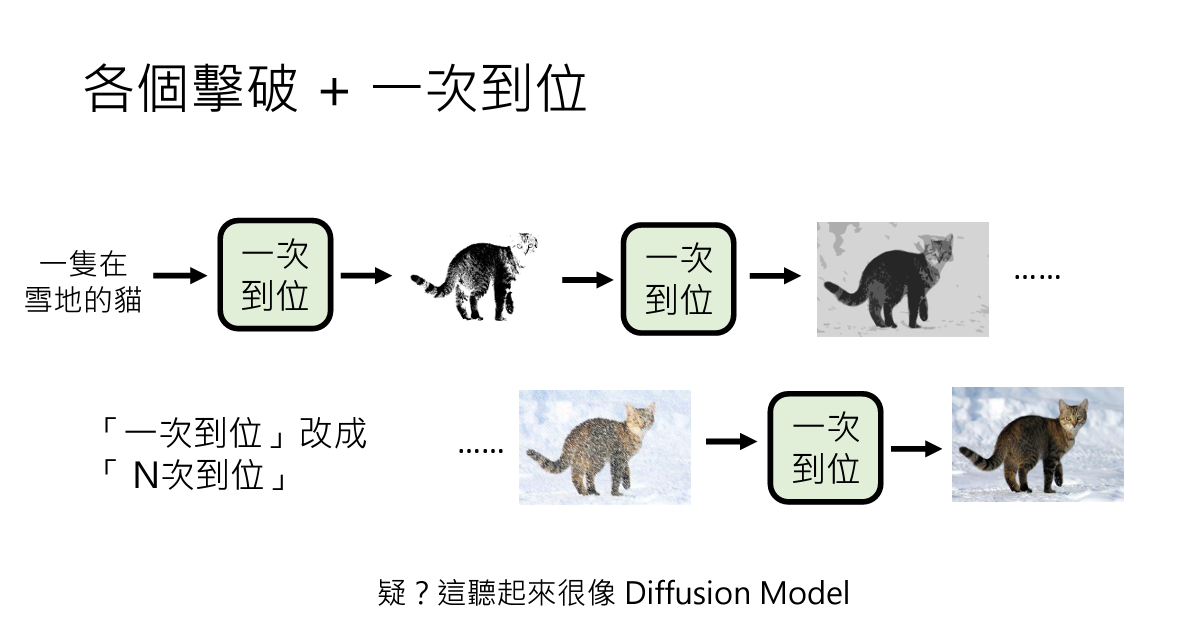 各個擊破 + 一次到位
一隻在
雪地的貓
一次
到位
一次
到位
……
「一次到位」改成
「 N次到位」
……
一次
到位
疑？這聽起來很像 Diffusion Model